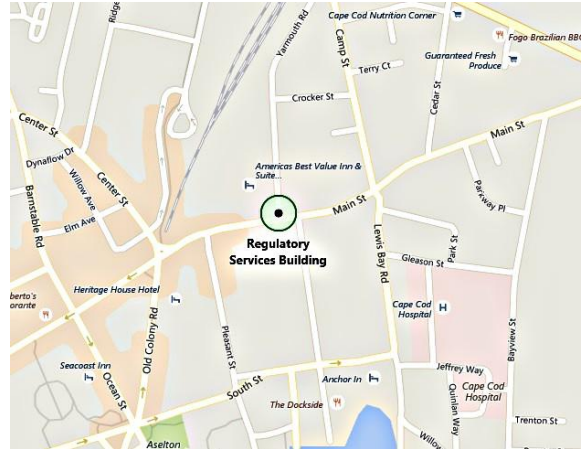 Ridge
Cape Cod Nutrition Corner
Yarmouth Rd
Camp St
Fogo Brazilian BBQ
Guaranteed Fresh
Produce
Terry Ct
Cedar St
Crocker St
Center St
Main St
Dynaflow Dr
Willow Ave
Center St
Americas Best Value Inn &
Suite...
Parkway Pl
Barnstable Rd
Elm Ave
Main St
Regulatory
Services Building
Lewis Bay Rd
Park St
Gleason St
Heritage House Hotel
berto's
orante
Cape Cod
Hospital
H
Old Colony Rd
Pleasant St
Bayview St
Seacoast Inn
Ocean St
South St
Anchor In
Jeffrey Way
The Dockside
Quinlan Way
Cape Cod
Hospital
Trenton St
Aselton
Willow